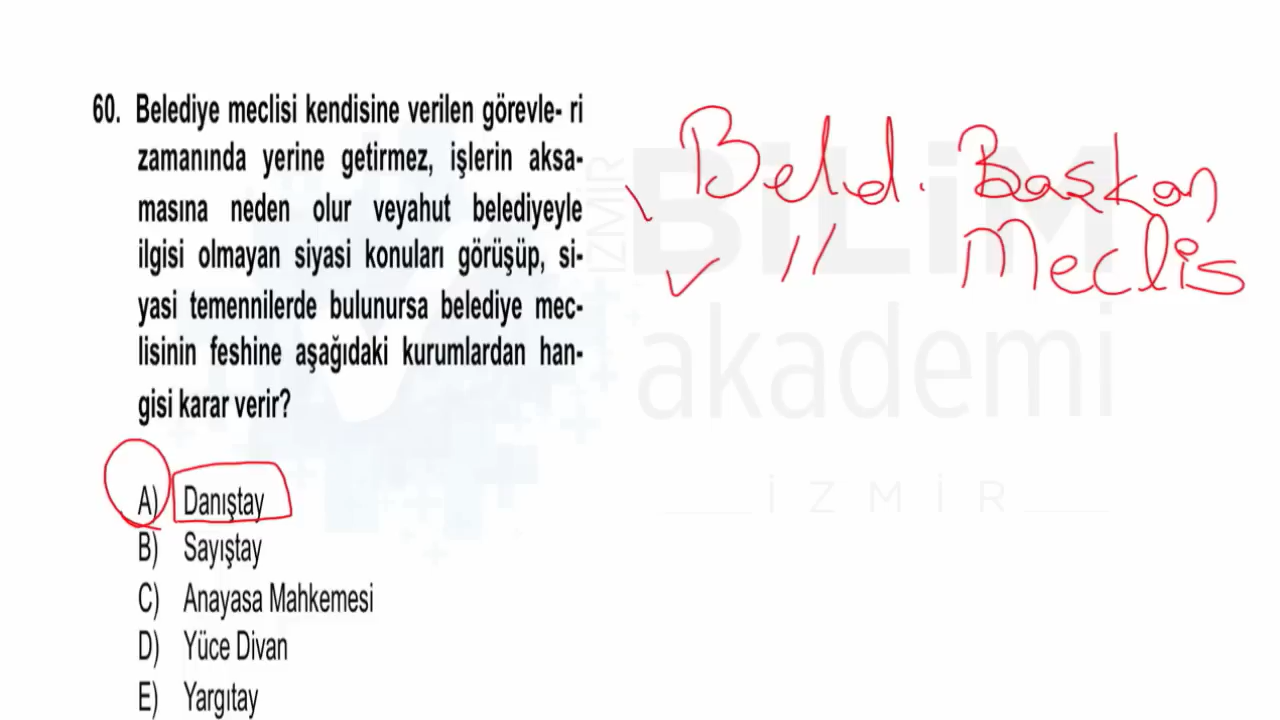 60. Belediye meclisi kendisine verilen görevle- ri
zamanında yerine getirmez, işlerin aksa-
masına neden olur veyahut belediyeyle
ilgisi olmayan siyasi konuları görüşüp, si-
yasi temennilerde bulunursa belediye mec-
lisinin feshine aşağıdaki kurumlardan han-
gisi karar verir?
A) Danıştay
B) Sayıştay
C) Anayasa Mahkemesi
D) Yüce Divan
E) Yargıtay
Beled. Başkan
✓ // Meclis
İZMİR
BİLİM
akademi
İZMİR